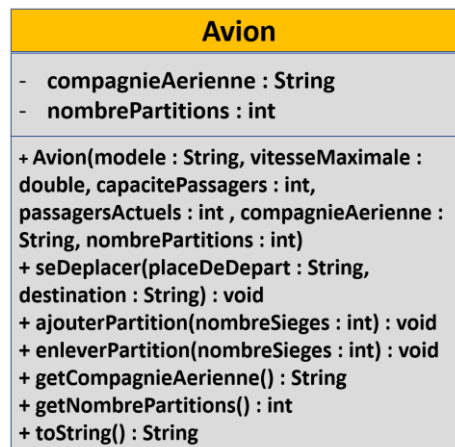 Avion
- compagnieAerienne : String
- nombrePartitions : int
+ Avion(modele : String, vitesseMaximale :
double, capacitePassagers : int,
passagersActuels : int , compagnieAerienne :
String, nombrePartitions : int)
+ seDeplacer(placeDeDepart : String,
destination : String) : void
+ ajouterPartition(nombreSieges : int) : void
+ enleverPartition(nombreSieges : int) : void
+ getCompagnieAerienne() : String
+ getNombrePartitions() : int
+ toString() : String